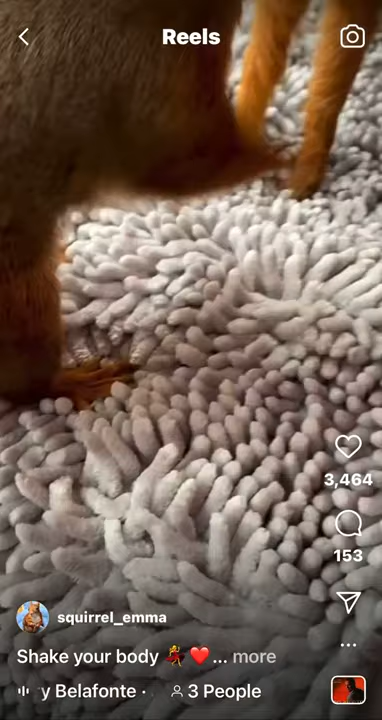 Reels
3,464
153
squirrel_emma
Shake your body 💃❤️... more
y Belafonte · 3 People
...